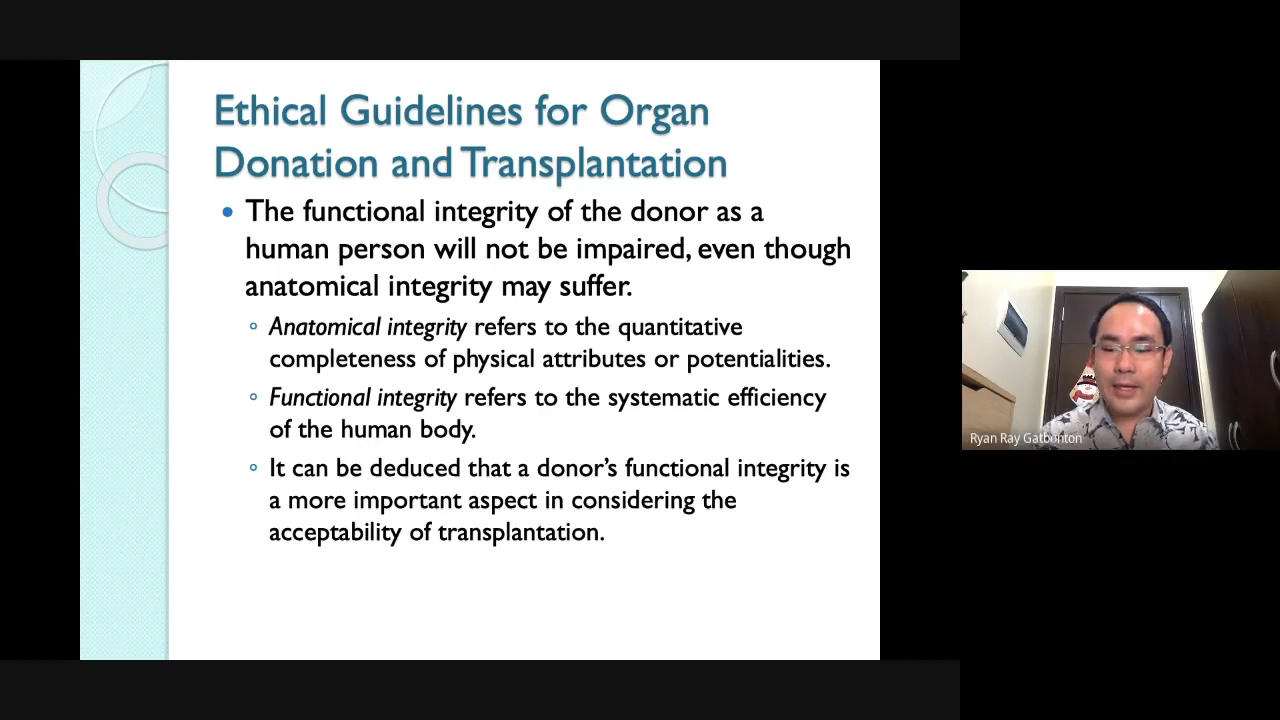 Ethical Guidelines for Organ
Donation and Transplantation
• The functional integrity of the donor as a
human person will not be impaired, even though
anatomical integrity may suffer.
◦ Anatomical integrity refers to the quantitative
completeness of physical attributes or potentialities.
◦ Functional integrity refers to the systematic efficiency
of the human body.
◦ It can be deduced that a donor’s functional integrity is
a more important aspect in considering the
acceptability of transplantation.
Ryan Ray Gatbonton